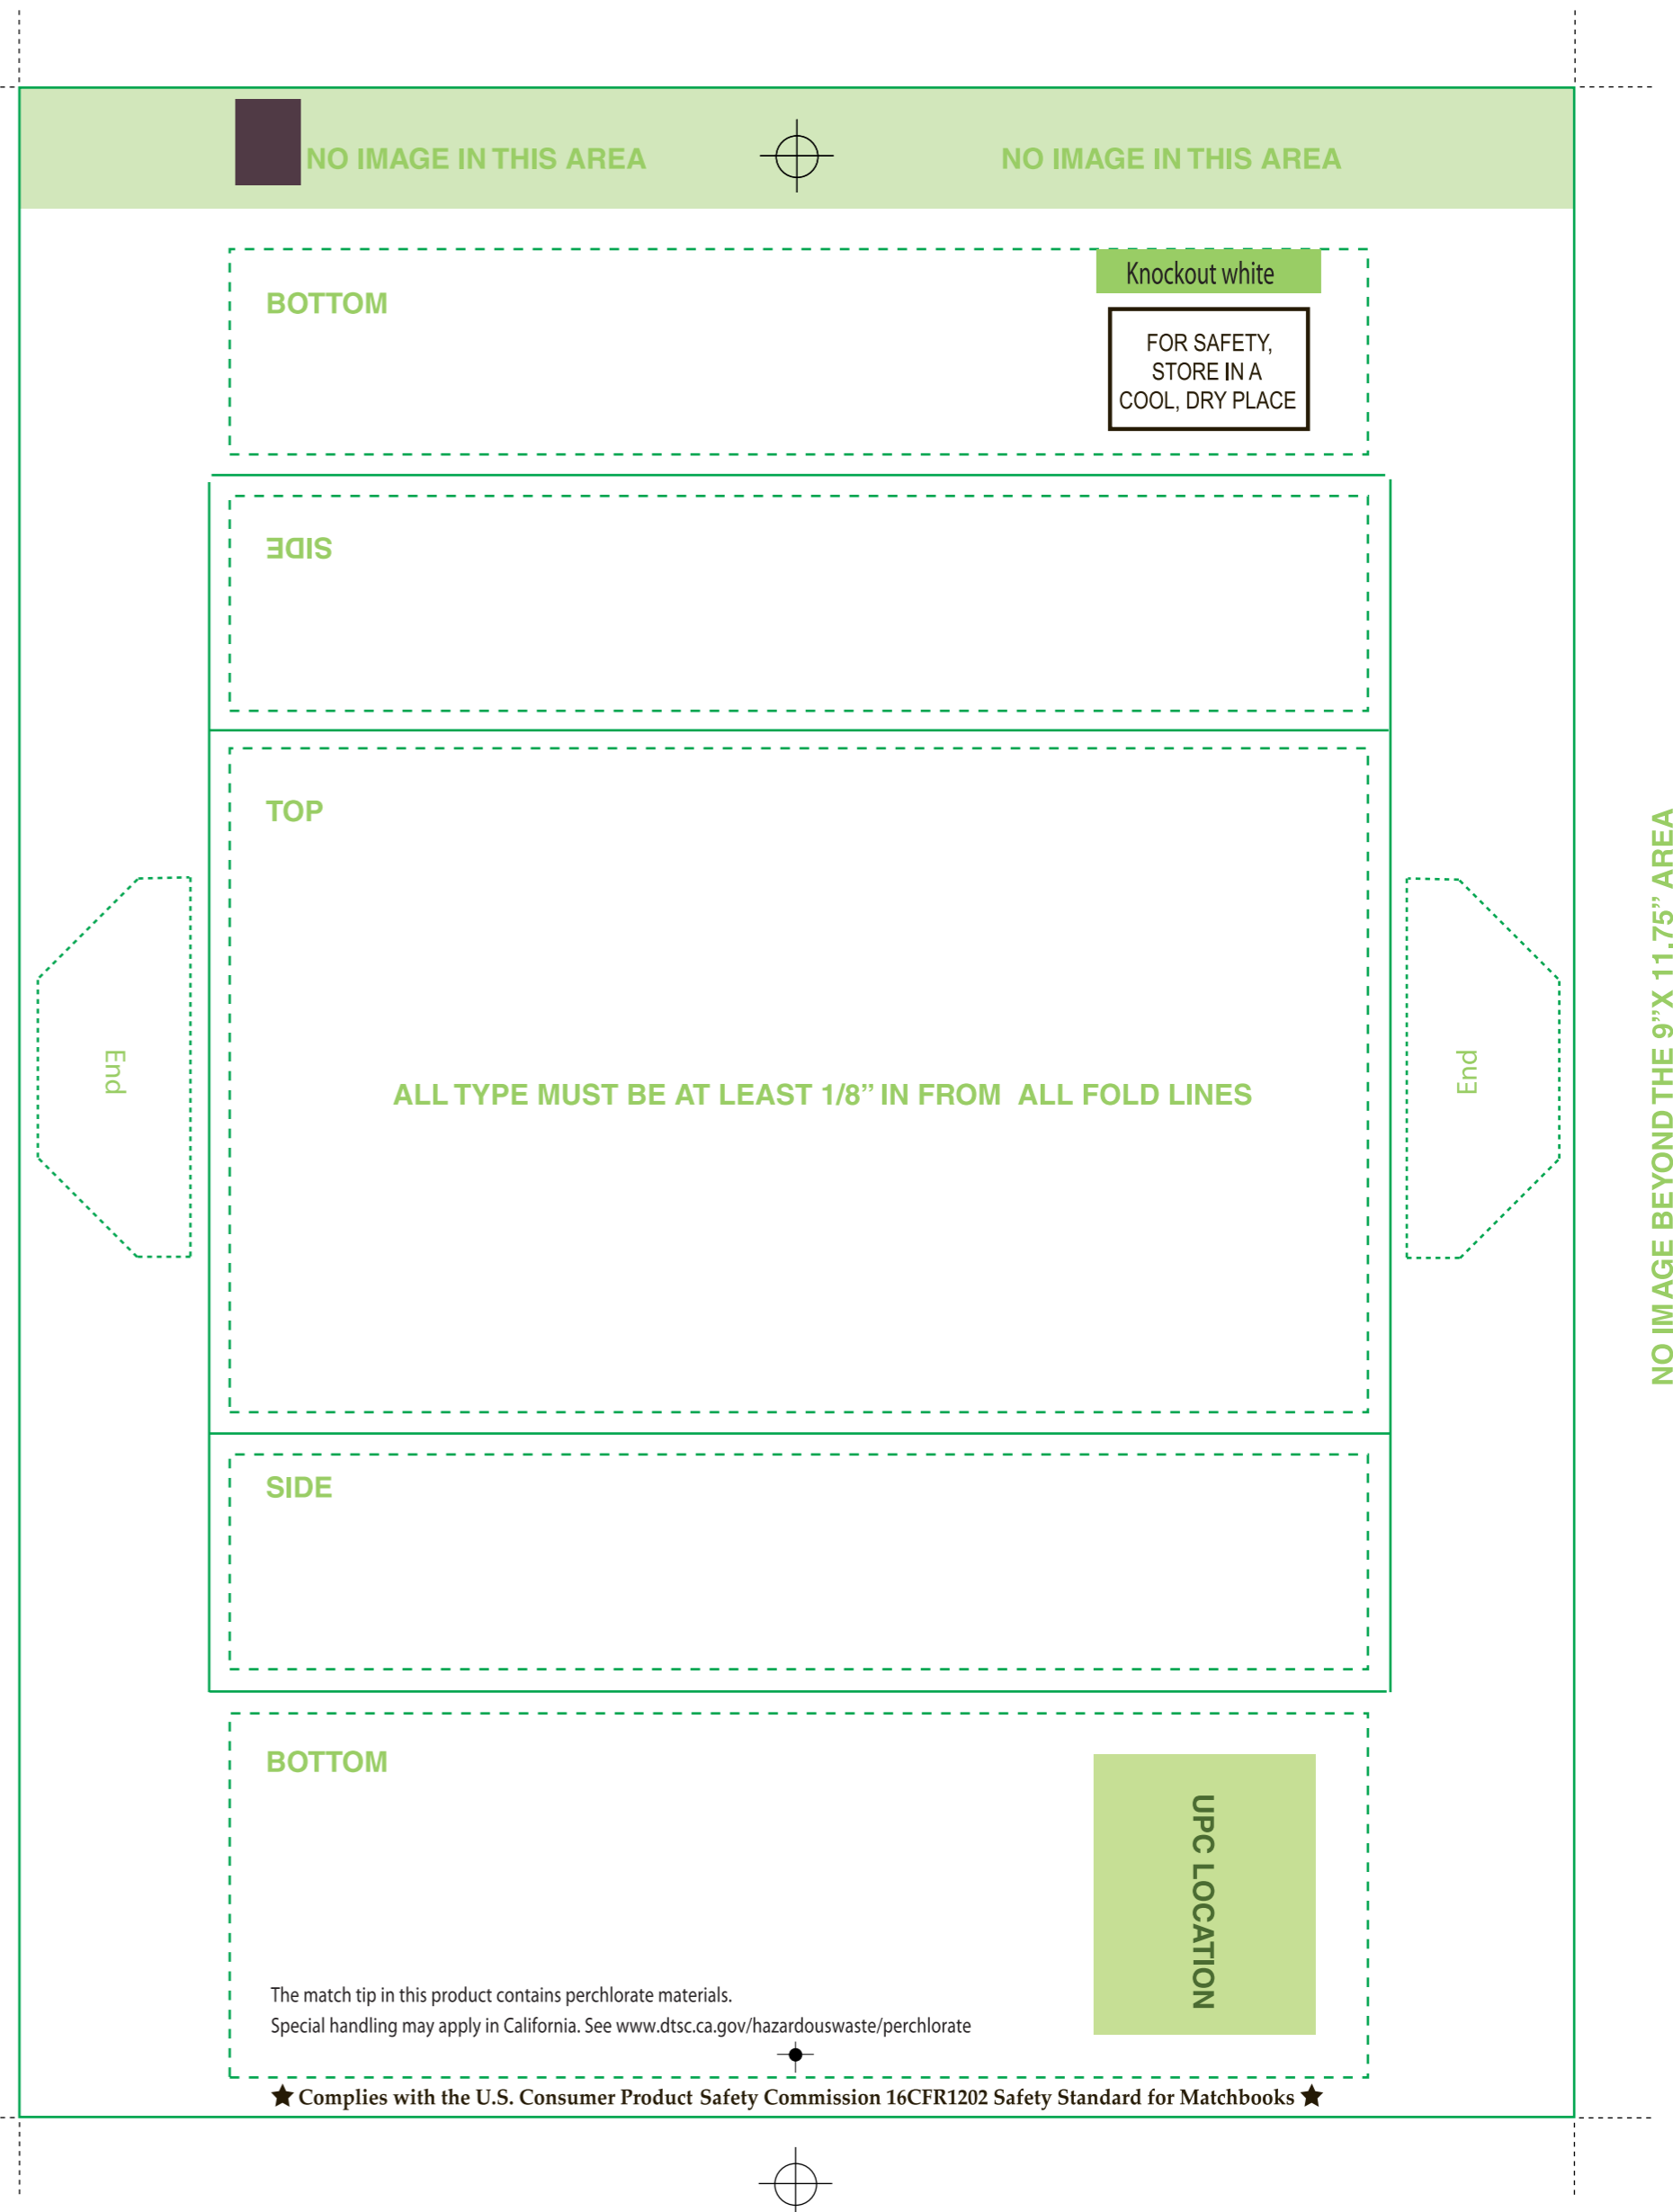 NO IMAGE IN THIS AREA
NO IMAGE IN THIS AREA
Knockout white
BOTTOM
FOR SAFETY,
STORE IN A
COOL, DRY PLACE
SIDE
TOP
End
ALL TYPE MUST BE AT LEAST 1/8” IN FROM ALL FOLD LINES
End
NO IMAGE BEYOND THE 9”X 11.75” AREA
SIDE
BOTTOM
UPC LOCATION
The match tip in this product contains perchlorate materials.
Special handling may apply in California. See www.dtsc.ca.gov/hazardouswaste/perchlorate
★ Complies with the U.S. Consumer Product Safety Commission 16CFR1202 Safety Standard for Matchbooks ★